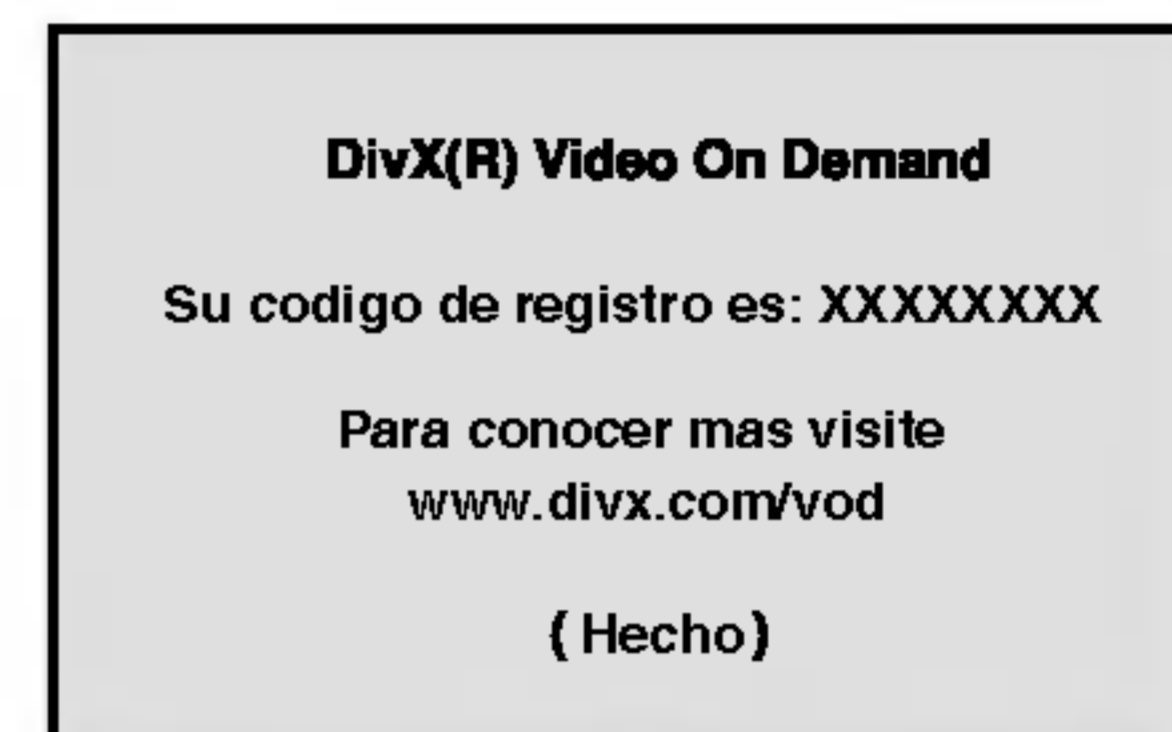 DivX(R) Video On Demand
Su codigo de registro es: XXXXXXXX
Para conocer mas visite
www.divx.com/vod
( Hecho )